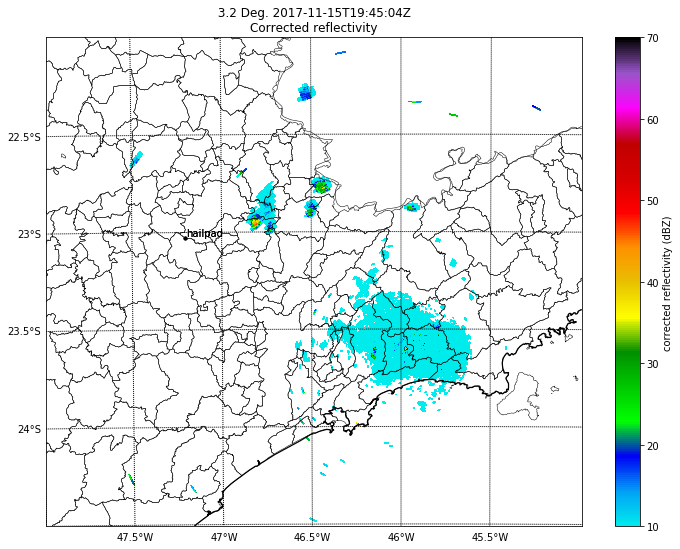 3.2 Deg. 2017-11-15T19:45:04Z
Corrected reflectivity
22.5°S
23°S
23.5°S
24°S
hailpad
47.5°W
47°W
46.5°W
46°W
45.5°W
70
60
50
40
30
20
10
corrected reflectivity (dBZ)